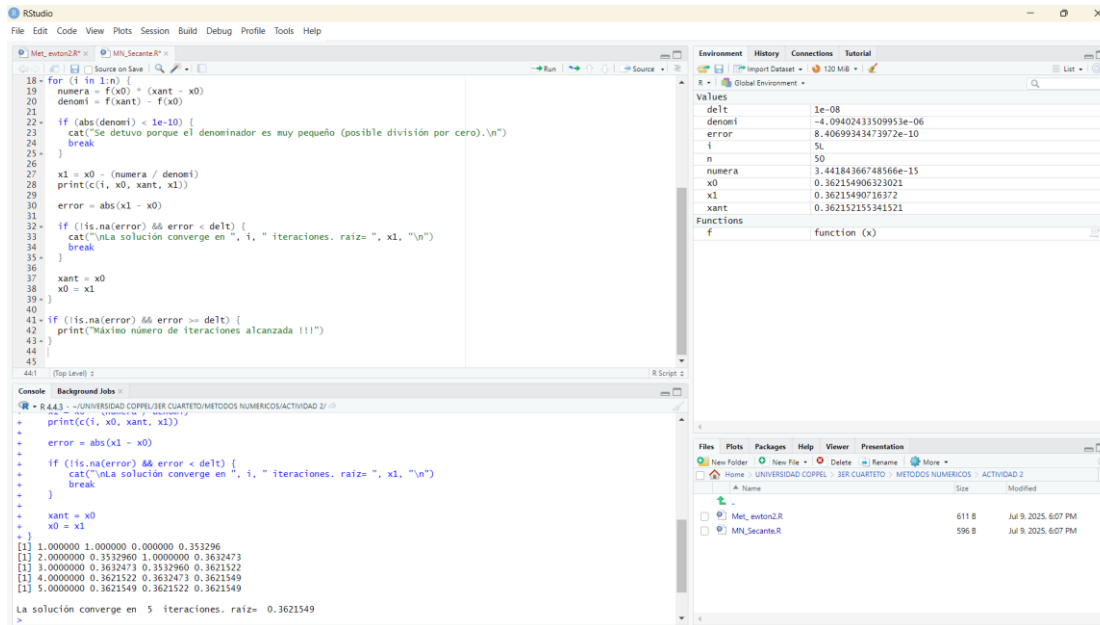 RStudio
File Edit Code View Plots Session Build Debug Profile Tools Help
Met_ ewton2.R* MN_Secante.R*
Source on Save Run Source
18 for (i in 1:n) {
19 numera = f(x0) * (xant - x0)
20 denomi = f(xant) - f(x0)
21
22 if (abs(denomi) < 1e-10) {
23 cat("Se detuvo porque el denominador es muy pequeño (posible división por cero).\n")
24 break
25 }
26
27 x1 = x0 - (numera / denomi)
28 print(c(i, x0, xant, x1))
29
30 error = abs(x1 - x0)
31
32 if (!is.na(error) && error < delt) {
33 cat("\nLa solución converge en ", i, " iteraciones. raíz= ", x1, "\n")
34 break
35 }
36
37 xant = x0
38 x0 = x1
39 }
40
41 if (!is.na(error) && error >= delt) {
42 print("Máximo número de iteraciones alcanzada !!!")
43 }
44
45
44:1 (Top Level) R Script
Console Background Jobs
R 4.4.3 · ~/UNIVERSIDAD COPPEL/3ER CUARTETO/METODOS NUMERICOS/ACTIVIDAD 2/
+ x1 = x0 - (numera / denomi)
+ print(c(i, x0, xant, x1))
+
+ error = abs(x1 - x0)
+
+ if (!is.na(error) && error < delt) {
+ cat("\nLa solución converge en ", i, " iteraciones. raíz= ", x1, "\n")
+ break
+ }
+
+ xant = x0
+ x0 = x1
+ }
[1] 1.000000 1.000000 0.000000 0.353296
[1] 2.0000000 0.3532960 1.0000000 0.3632473
[1] 3.0000000 0.3632473 0.3532960 0.3621522
[1] 4.0000000 0.3621522 0.3632473 0.3621549
[1] 5.0000000 0.3621549 0.3621522 0.3621549
La solución converge en 5 iteraciones. raíz= 0.3621549
>
Environment History Connections Tutorial
Import Dataset 120 MiB List
R Global Environment
Values
delt 1e-08
denomi -4.09402433509953e-06
error 8.40699343473972e-10
i 5L
n 50
numera 3.44184366748566e-15
x0 0.362154906323021
x1 0.36215490716372
xant 0.362152155341521
Functions
f function (x)
Files Plots Packages Help Viewer Presentation
New Folder New File Delete Rename More
Home > UNIVERSIDAD COPPEL > 3ER CUARTETO > METODOS NUMERICOS > ACTIVIDAD 2
Name Size Modified
..
Met_ ewton2.R 611 B Jul 9, 2025, 6:07 PM
MN_Secante.R 596 B Jul 9, 2025, 6:07 PM